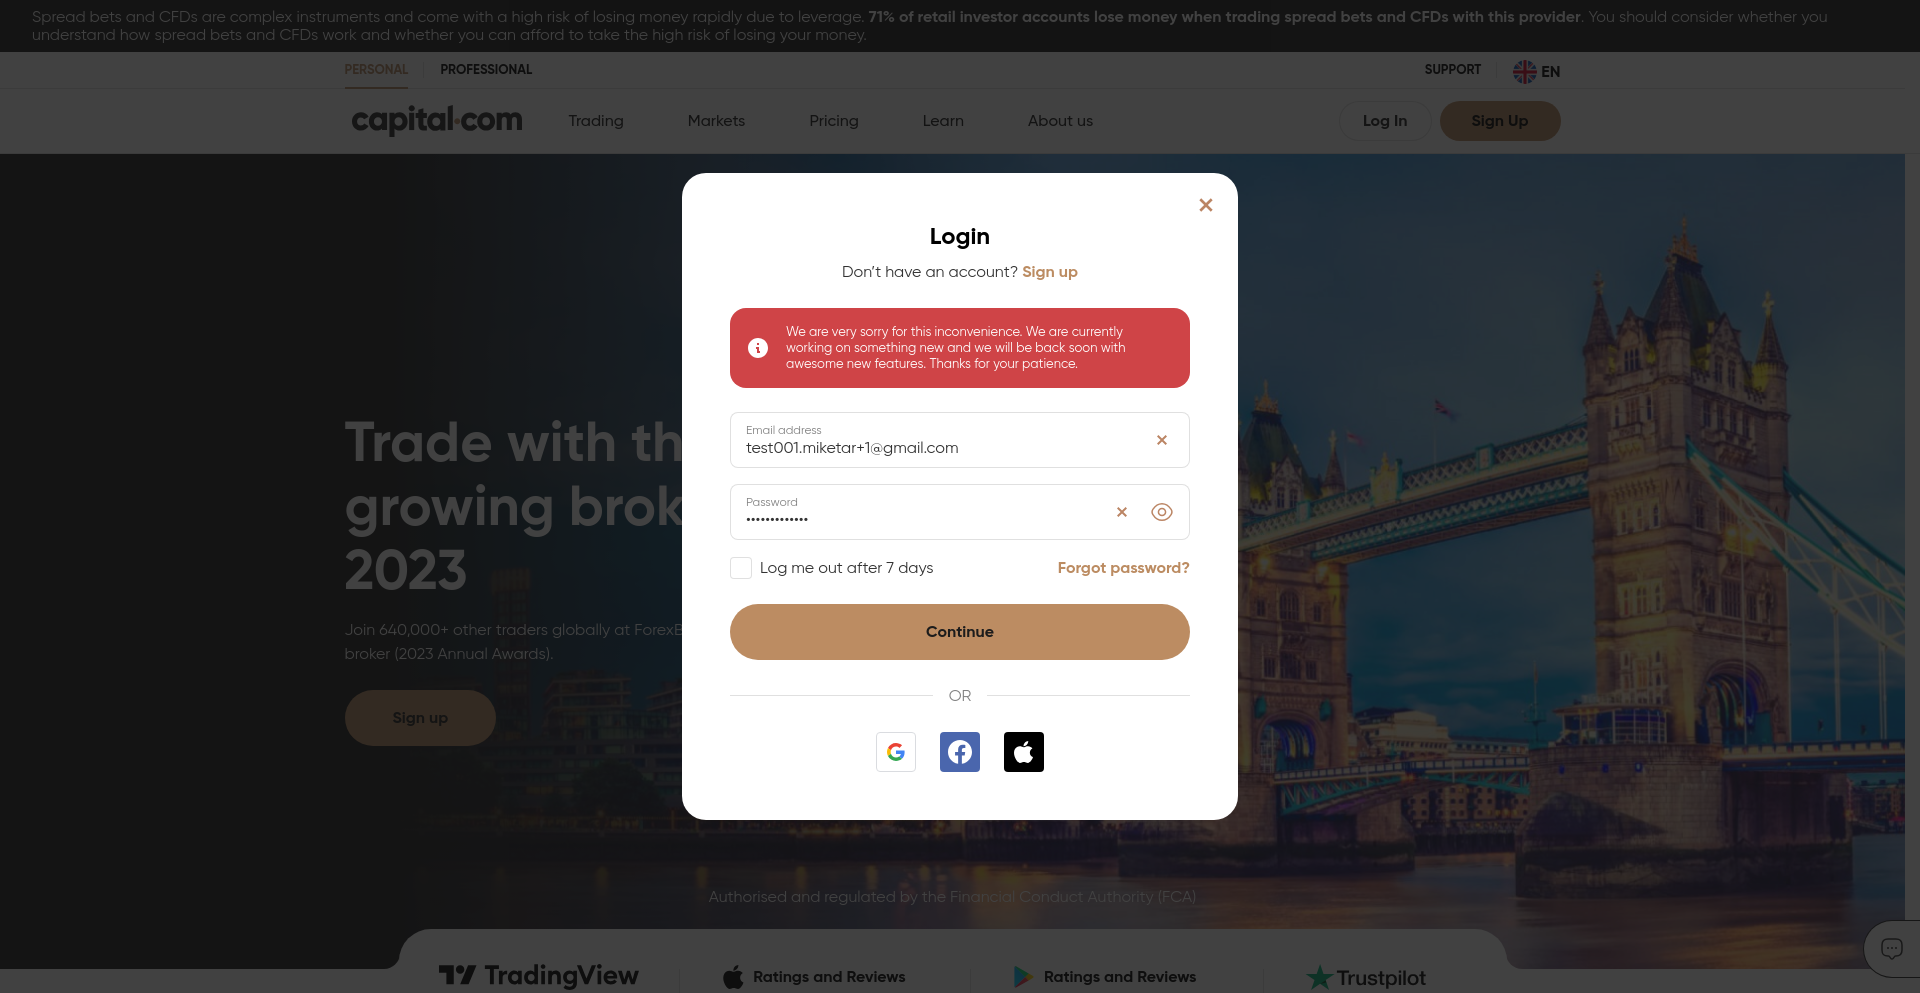 Spread bets and CFDs are complex instruments and come with a high risk of losing money rapidly due to leverage. 71% of retail investor accounts lose money when trading spread bets and CFDs with this provider. You should consider whether you
understand how spread bets and CFDs work and whether you can afford to take the high risk of losing your money.
PERSONAL
PROFESSIONAL
SUPPORT
EN
capital.com
Trading
Markets
Pricing
Learn
About us
Log In
Sign Up
Login
Don't have an account? Sign up
We are very sorry for this inconvenience. We are currently
working on something new and we will be back soon with
awesome new features. Thanks for your patience.
Email address
test001.miketar+1@gmail.com
Password
•••••••••••••
Log me out after 7 days
Forgot password?
Continue
OR
Trade with th
growing brok
2023
Join 640,000+ other traders globally at ForexB
broker (2023 Annual Awards).
Sign up
Authorised and regulated by the Financial Conduct Authority (FCA)
TradingView
Ratings and Reviews
Ratings and Reviews
Trustpilot